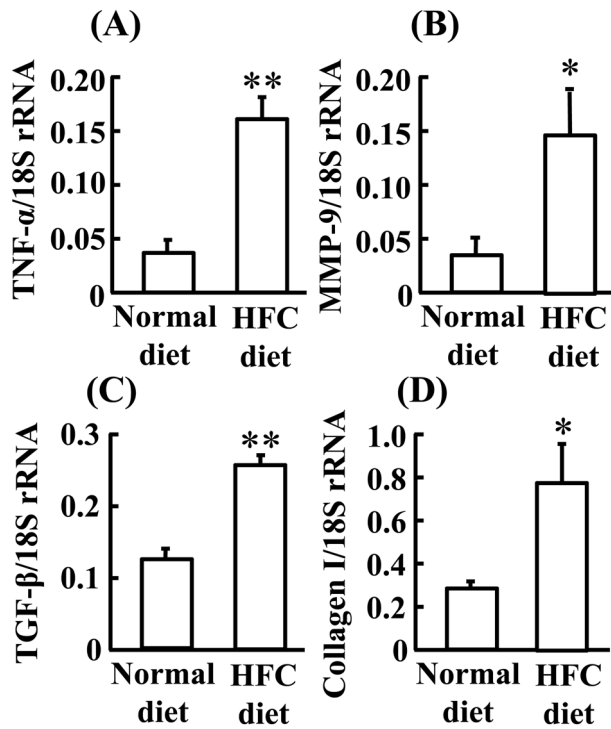 (A)
TNF-α/18S rRNA
0.20
0.15
0.10
0.05
0
**
Normal diet
HFC diet
(B)
MMP-9/18S rRNA
0.20
0.15
0.10
0.05
0
*
Normal diet
HFC diet
(C)
TGF-β/18S rRNA
0.3
0.2
0.1
0
**
Normal diet
HFC diet
(D)
Collagen I/18S rRNA
1.0
0.8
0.6
0.4
0.2
0
*
Normal diet
HFC diet